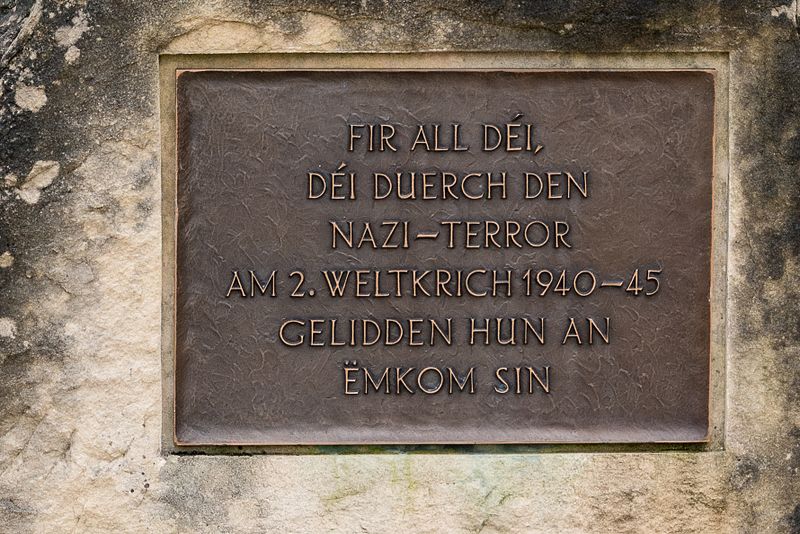 FIR ALL DÉI,
DÉI DUERCH DEN
NAZI-TERROR
AM 2. WELTKRICH 1940-45
GELIDDEN HUN AN
ËMKOM SIN